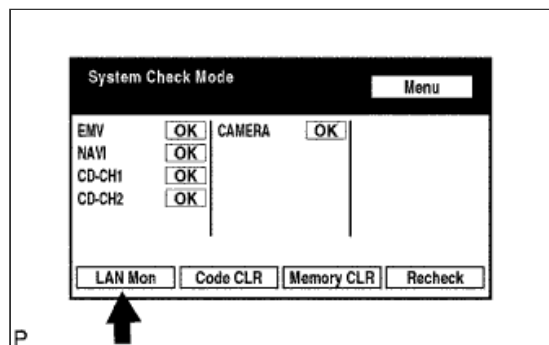 System Check Mode
Menu
EMV OK CAMERA OK
NAVI OK
CD-CH1 OK
CD-CH2 OK
LAN Mon Code CLR Memory CLR Recheck
P